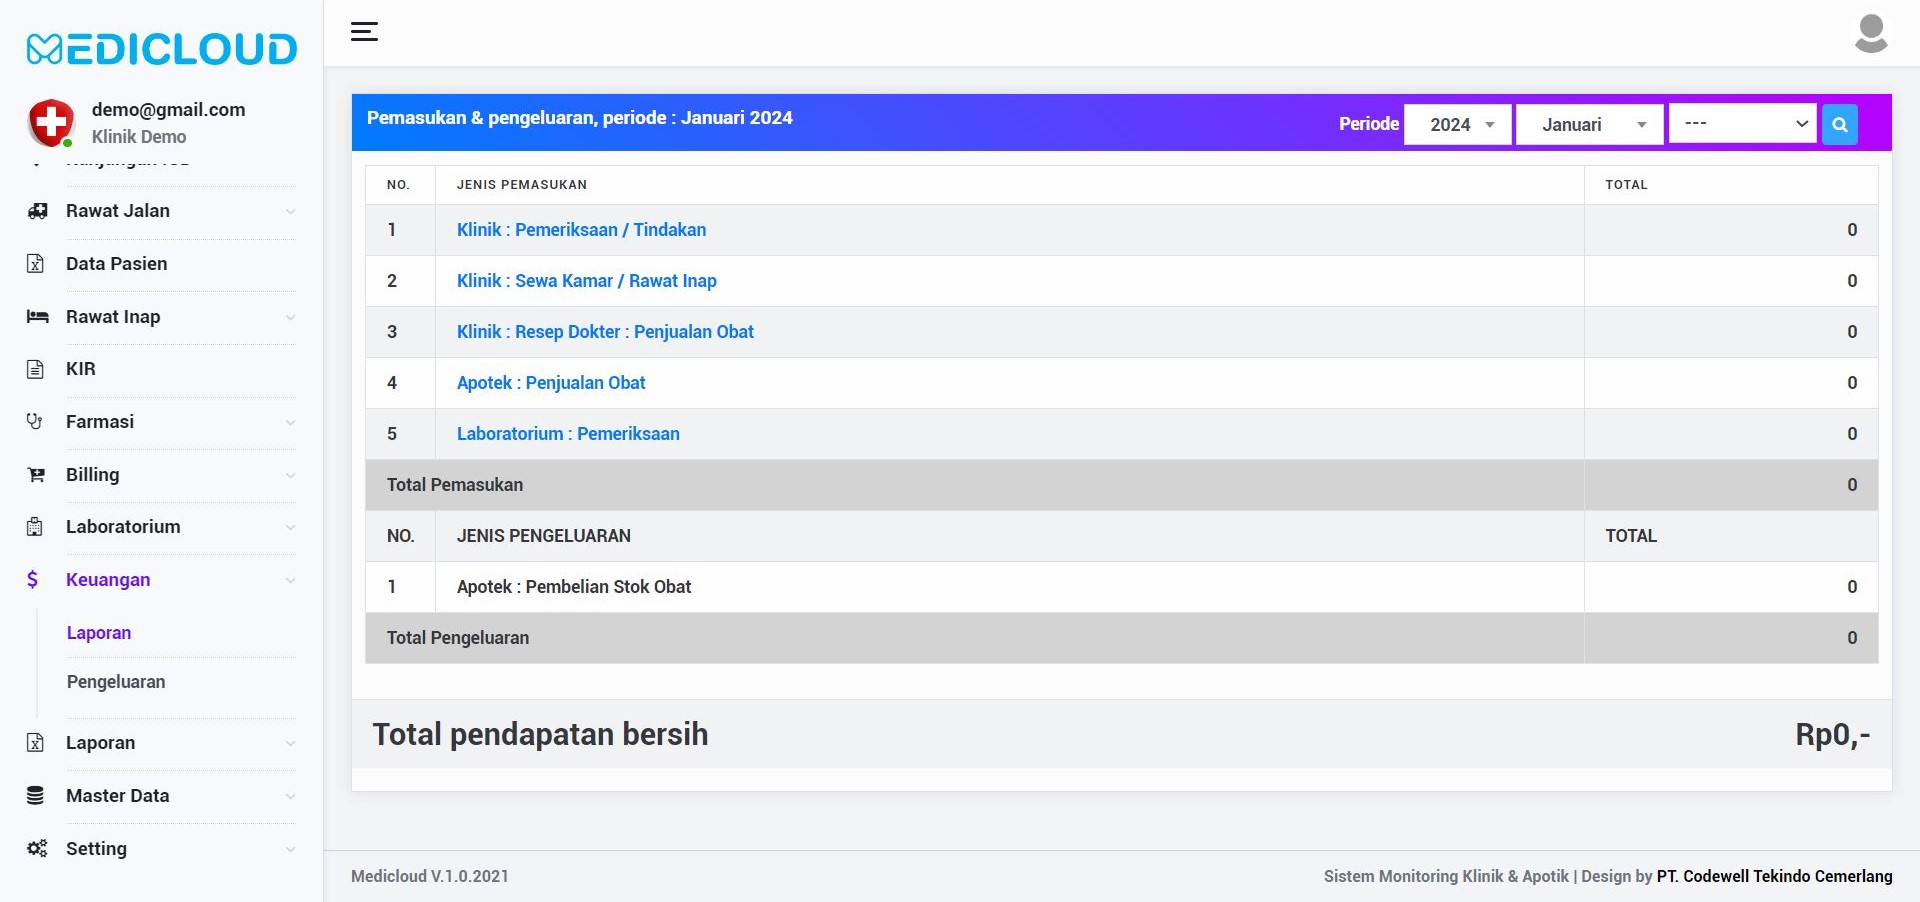 MEDICLOUD
demo@gmail.com
Klinik Demo
Rawat Jalan
Data Pasien
Rawat Inap
KIR
Farmasi
Billing
Laboratorium
Keuangan
Laporan
Pengeluaran
Laporan
Master Data
Setting
Pemasukan & pengeluaran, periode : Januari 2024
Periode 2024 Januari ---
NO. JENIS PEMASUKAN TOTAL
1 Klinik : Pemeriksaan / Tindakan 0
2 Klinik : Sewa Kamar / Rawat Inap 0
3 Klinik : Resep Dokter : Penjualan Obat 0
4 Apotek : Penjualan Obat 0
5 Laboratorium : Pemeriksaan 0
Total Pemasukan 0
NO. JENIS PENGELUARAN TOTAL
1 Apotek : Pembelian Stok Obat 0
Total Pengeluaran 0
Total pendapatan bersih Rp0,-
Medicloud V.1.0.2021
Sistem Monitoring Klinik & Apotik | Design by PT. Codewell Tekindo Cemerlang